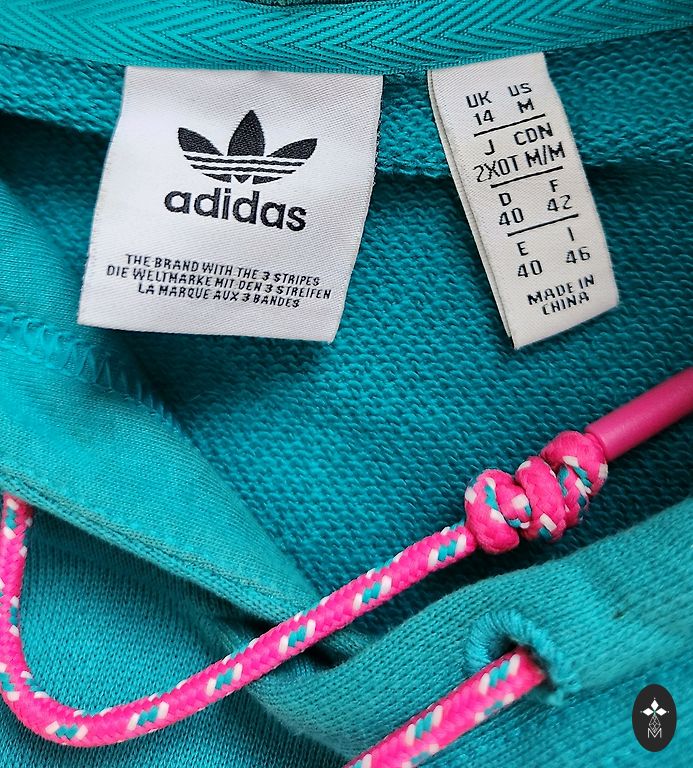 adidas
THE BRAND WITH THE 3 STRIPES
DIE WELTMARKE MIT DEN 3 STREIFEN
LA MARQUE AUX 3 BANDES
UK US
14 M
J CDN
2XOT M/M
D F
40 42
E I
40 46
MADE IN
CHINA
M